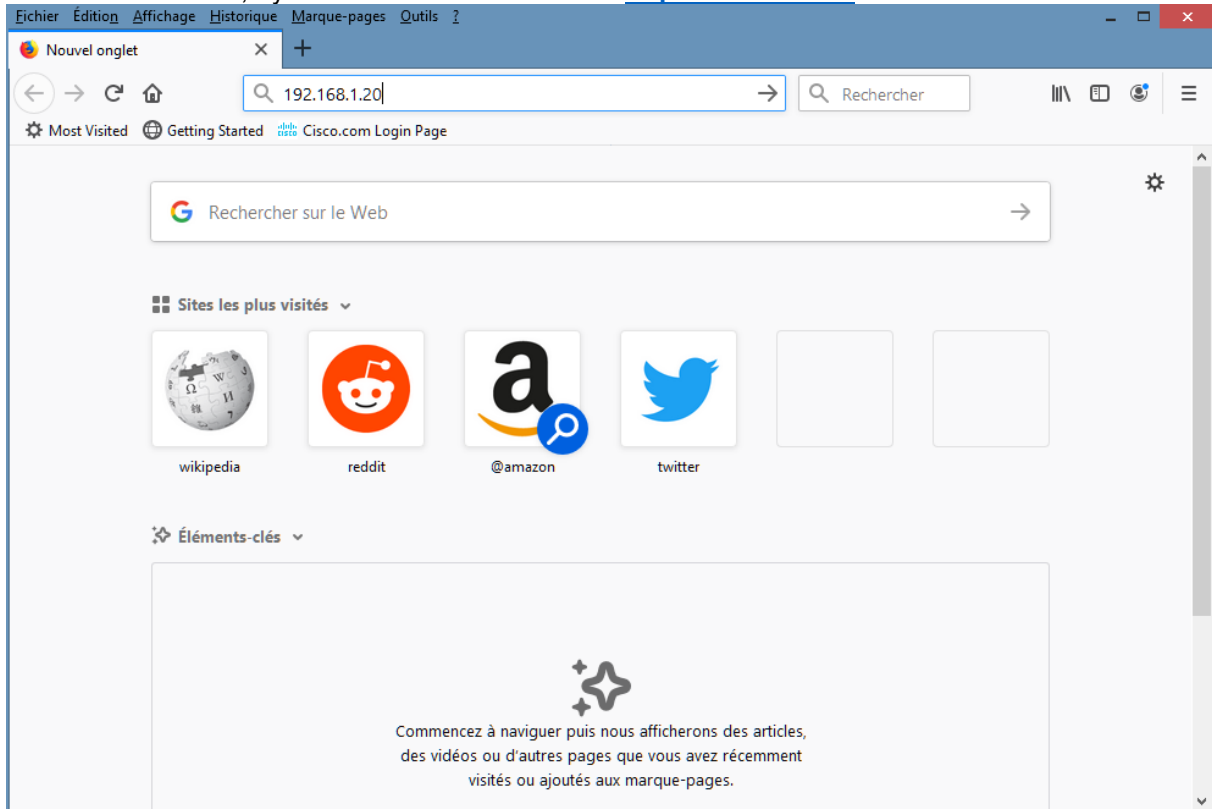 Fichier Édition Affichage Historique Marque-pages Outils ?
Nouvel onglet
192.168.1.20
Rechercher
Most Visited Getting Started Cisco.com Login Page
Rechercher sur le Web
Sites les plus visités
wikipedia reddit @amazon twitter
Éléments-clés
Commencez à naviguer puis nous afficherons des articles,
des vidéos ou d'autres pages que vous avez récemment
visités ou ajoutés aux marque-pages.